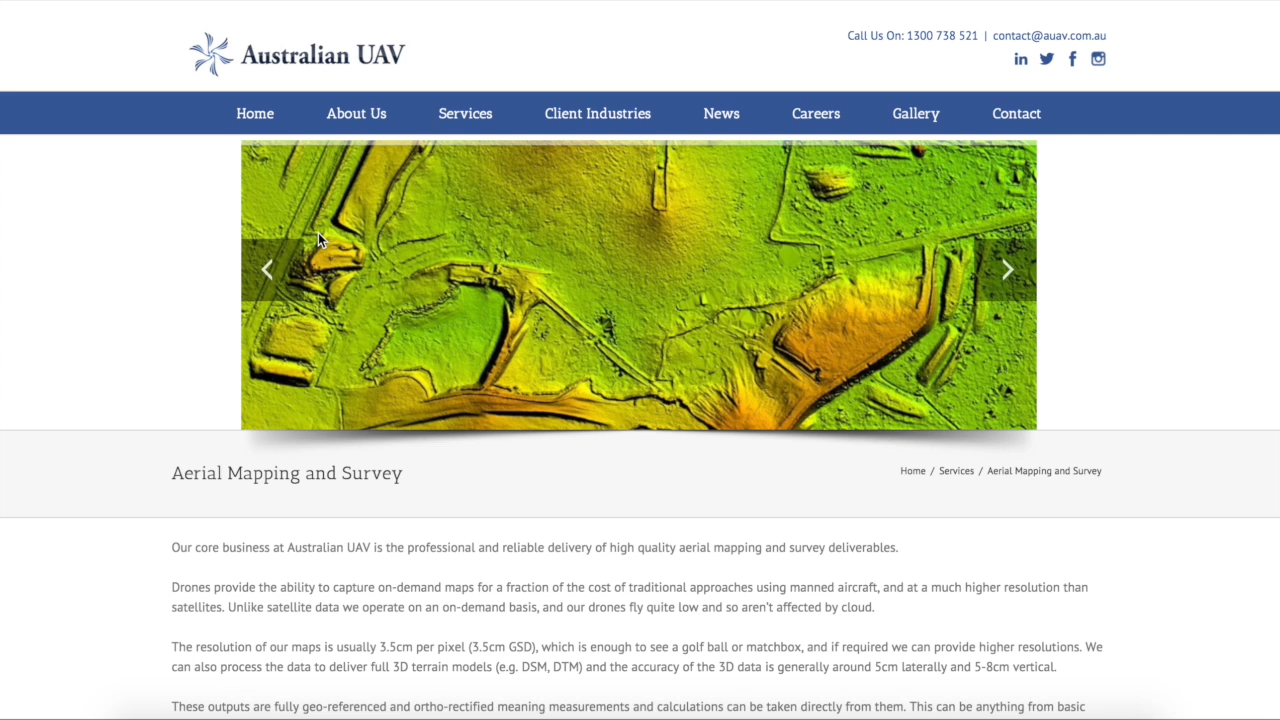 Australian UAV
Call Us On: 1300 738 521 | contact@auav.com.au
Home About Us Services Client Industries News Careers Gallery Contact
Aerial Mapping and Survey
Home / Services / Aerial Mapping and Survey
Our core business at Australian UAV is the professional and reliable delivery of high quality aerial mapping and survey deliverables.
Drones provide the ability to capture on-demand maps for a fraction of the cost of traditional approaches using manned aircraft, and at a much higher resolution than
satellites. Unlike satellite data we operate on an on-demand basis, and our drones fly quite low and so aren't affected by cloud.
The resolution of our maps is usually 3.5cm per pixel (3.5cm GSD), which is enough to see a golf ball or matchbox, and if required we can provide higher resolutions. We
can also process the data to deliver full 3D terrain models (e.g. DSM, DTM) and the accuracy of the 3D data is generally around 5cm laterally and 5-8cm vertical.
These outputs are fully geo-referenced and ortho-rectified meaning measurements and calculations can be taken directly from them. This can be anything from basic